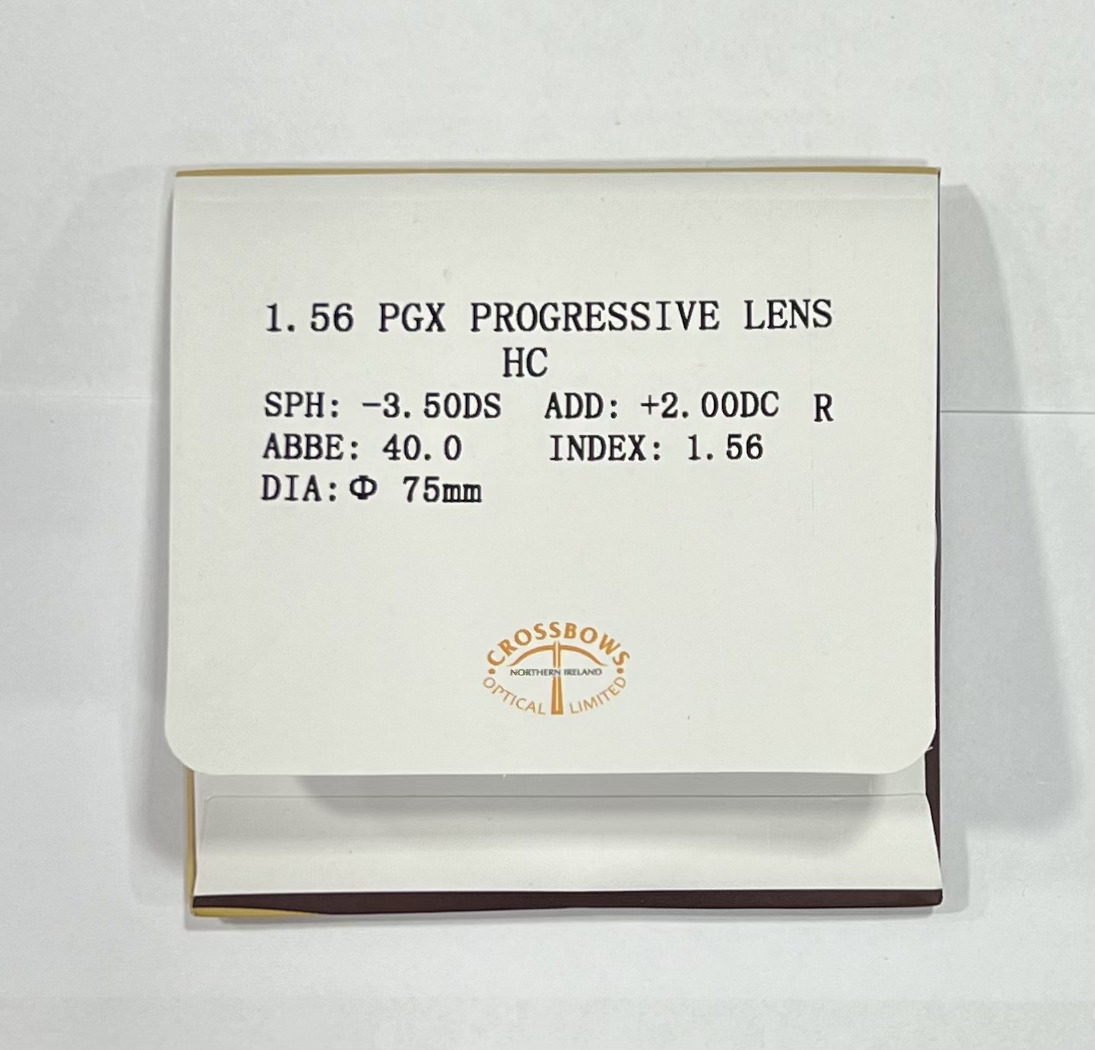 1.56 PGX PROGRESSIVE LENS
HC
SPH: -3.50DS ADD: +2.00DC R
ABBE: 40.0 INDEX: 1.56
DIA:Φ 75mm
CROSSBOWS
NORTHERN IRELAND
OPTICAL LIMITED